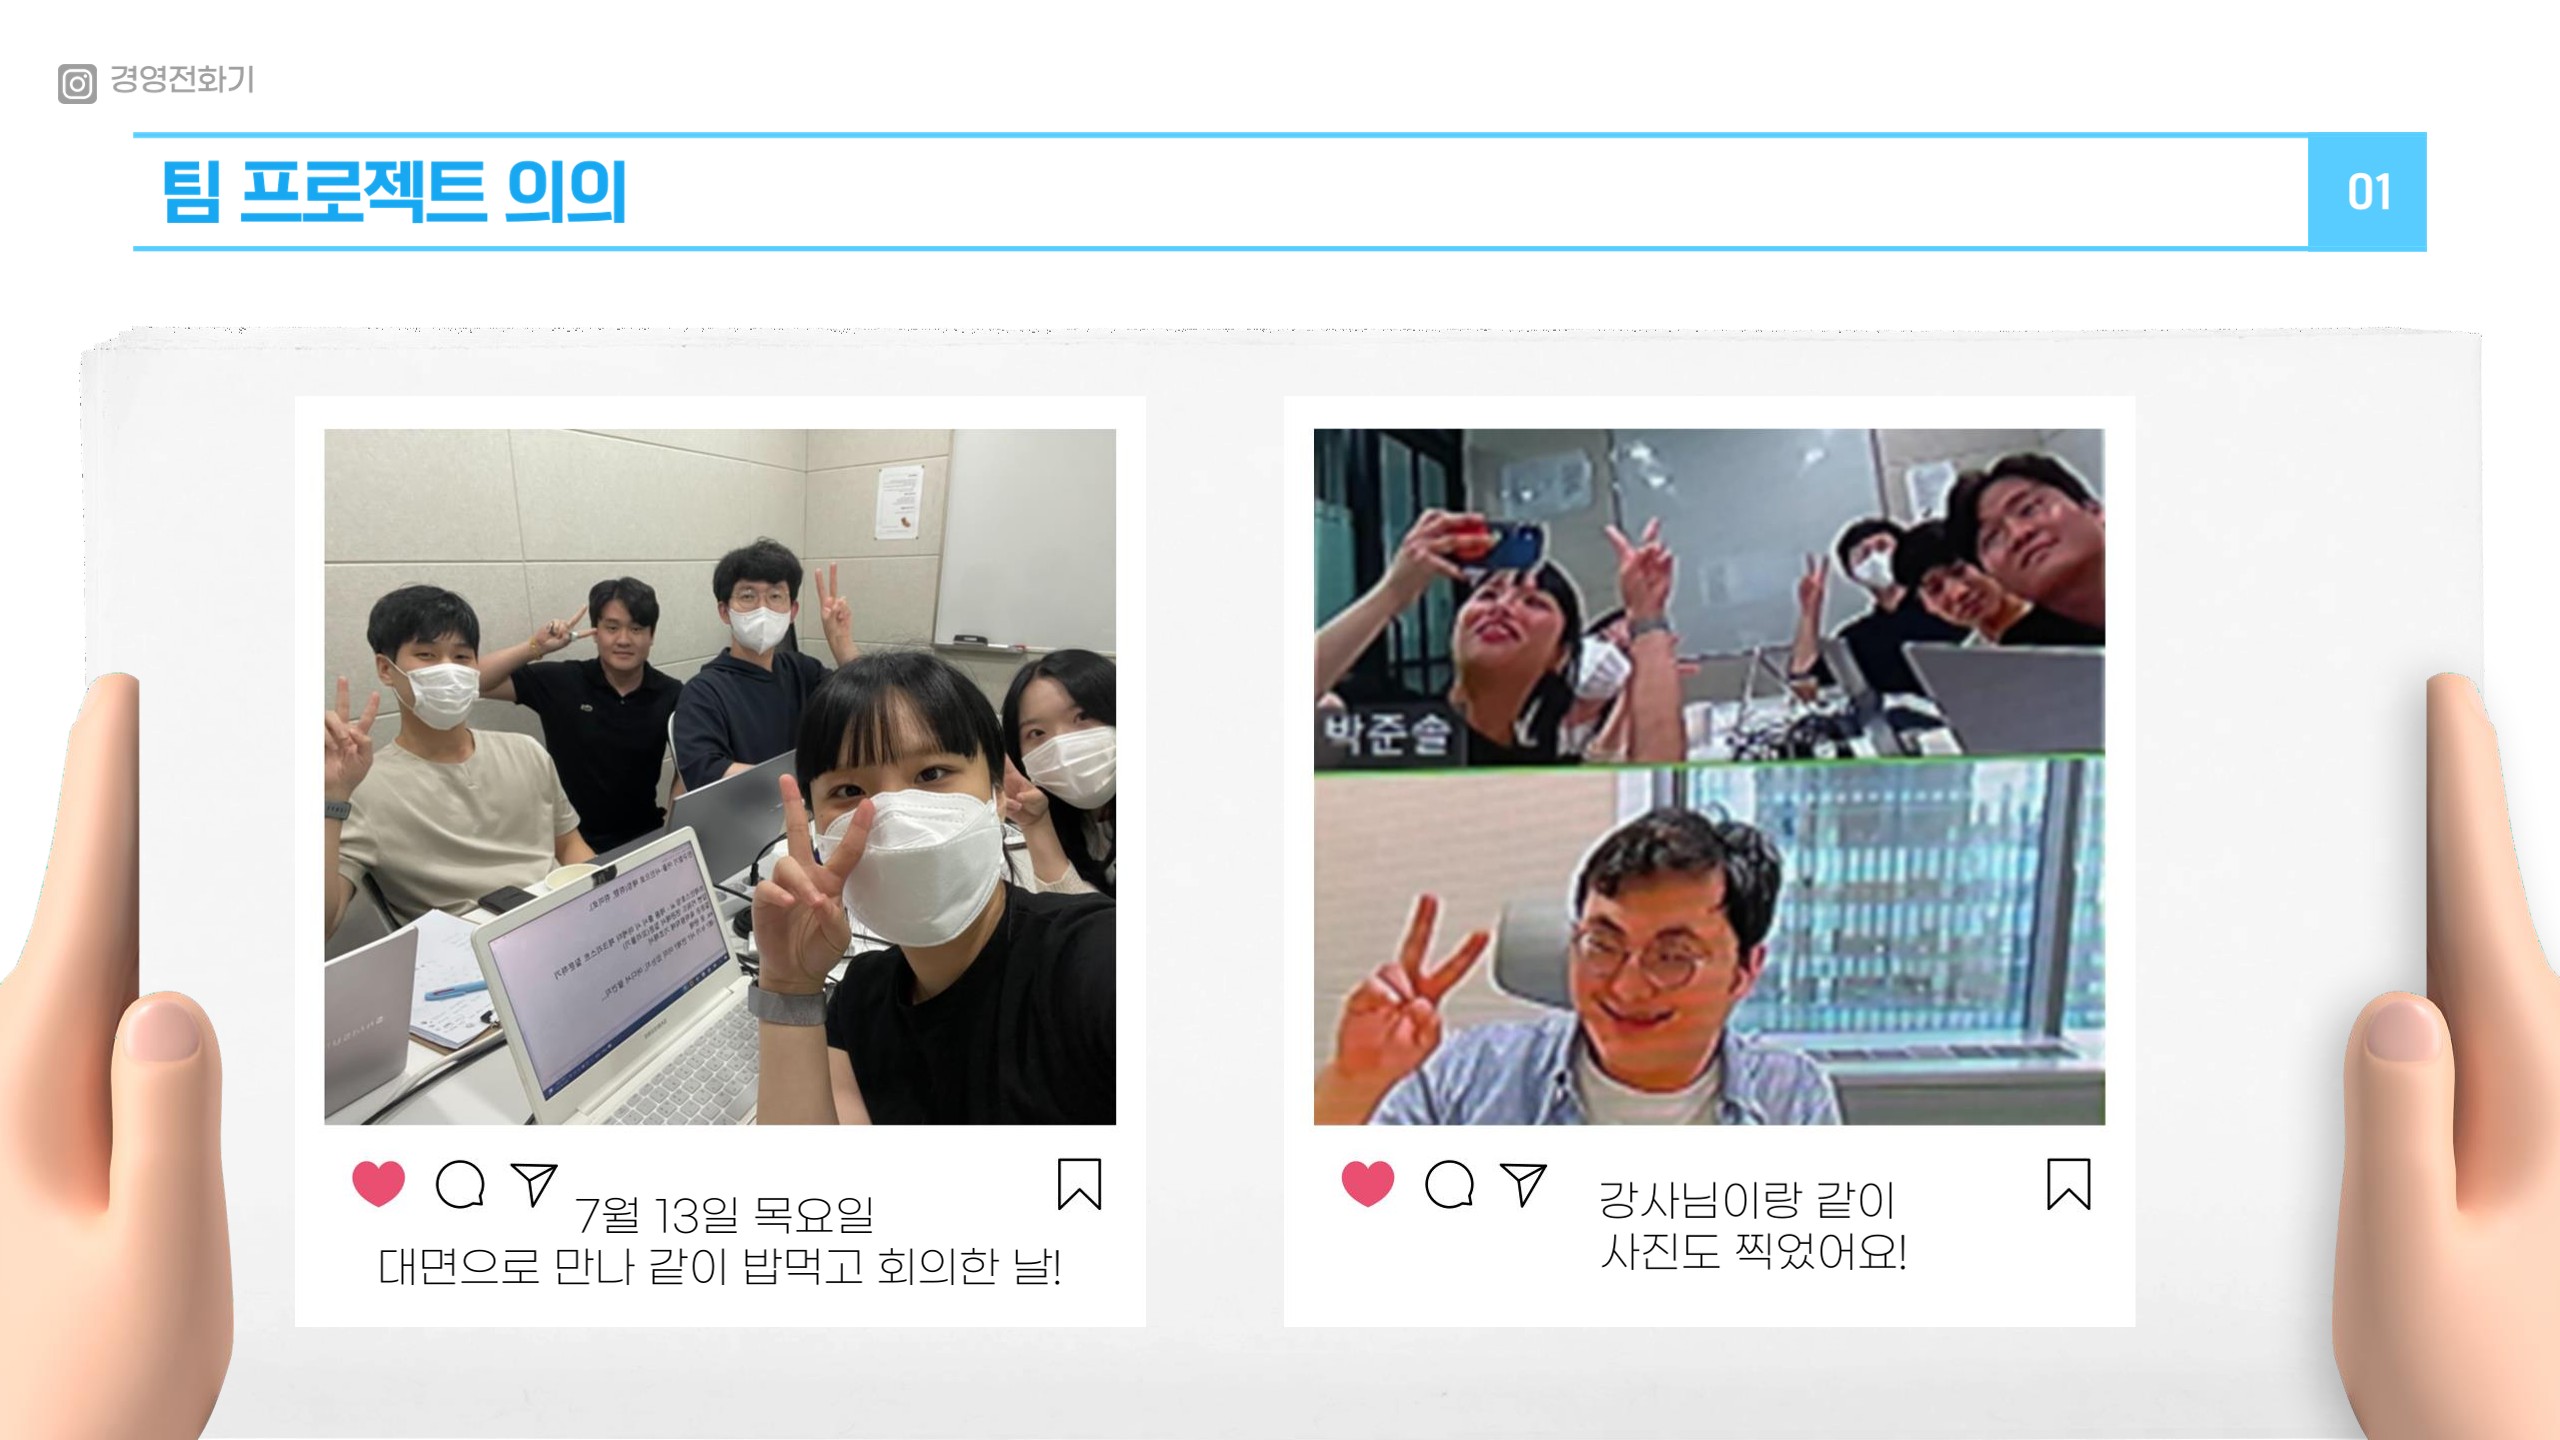 경영전화기
팀 프로젝트 의의
01
박준솔
7월 13일 목요일
대면으로 만나 같이 밥먹고 회의한 날!
강사님이랑 같이
사진도 찍었어요!